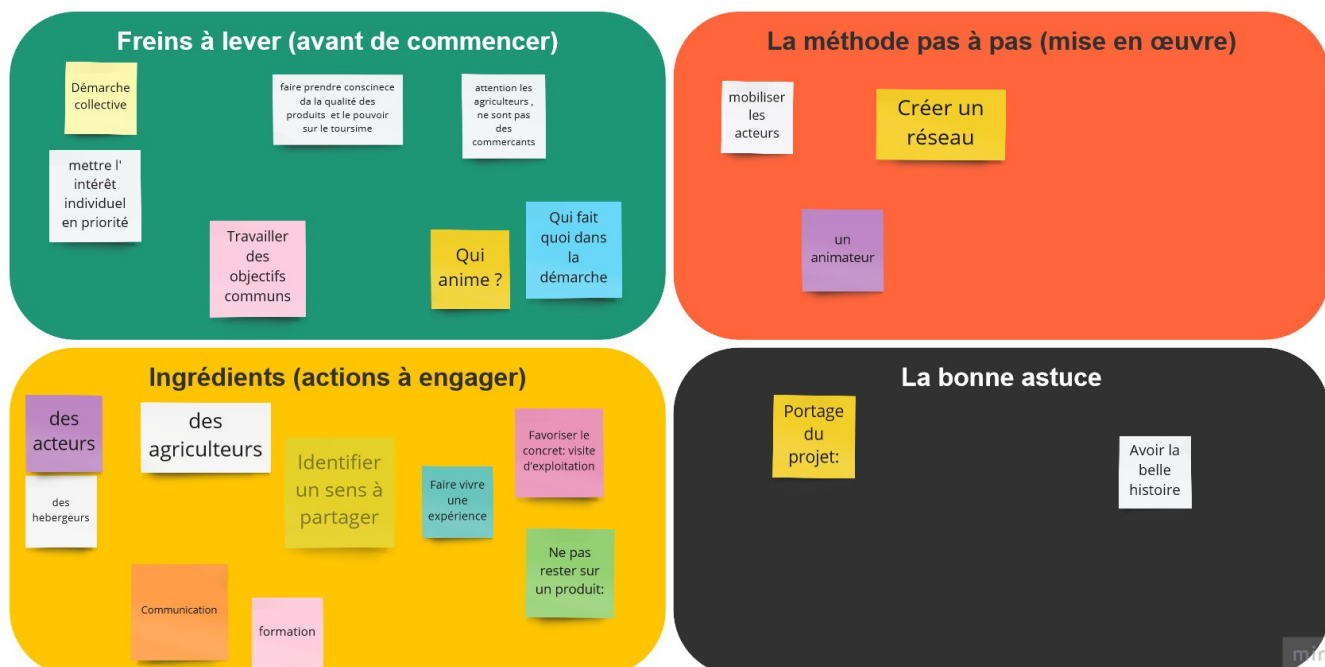 Freins à lever (avant de commencer)
Démarche
collective
faire prendre conscinece
da la qualité des
produits et le pouvoir
sur le toursime
attention les
agriculteurs ,
ne sont pas
des
commercants
mettre l'
intérêt
individuel
en priorité
Travailler
des
objectifs
communs
Qui
anime ?
Qui fait
quoi dans
la
démarche
La méthode pas à pas (mise en œuvre)
mobiliser
les
acteurs
Créer un
réseau
un
animateur
Ingrédients (actions à engager)
des
acteurs
des
agriculteurs
des
hebergeurs
Identifier
un sens à
partager
Faire vivre
une
expérience
Favoriser le
concret: visite
d'exploitation
Ne pas
rester sur
un produit:
Communication
formation
La bonne astuce
Portage
du
projet:
Avoir la
belle
histoire